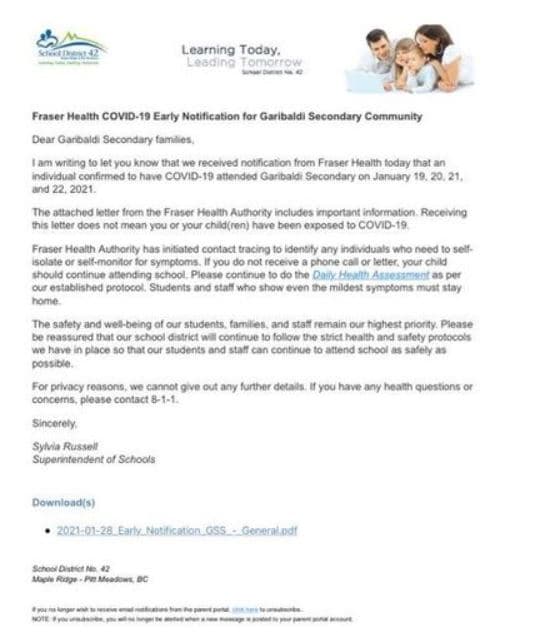 School District 42
Learning Today, Leading Tomorrow
Learning Today,
Leading Tomorrow
School District No. 42
Fraser Health COVID-19 Early Notification for Garibaldi Secondary Community
Dear Garibaldi Secondary families,
I am writing to let you know that we received notification from Fraser Health today that an
individual confirmed to have COVID-19 attended Garibaldi Secondary on January 19, 20, 21,
and 22, 2021.
The attached letter from the Fraser Health Authority includes important information. Receiving
this letter does not mean you or your child(ren) have been exposed to COVID-19.
Fraser Health Authority has initiated contact tracing to identify any individuals who need to self-
isolate or self-monitor for symptoms. If you do not receive a phone call or letter, your child
should continue attending school. Please continue to do the Daily Health Assessment as per
our established protocol. Students and staff who show even the mildest symptoms must stay
home.
The safety and well-being of our students, families, and staff remain our highest priority. Please
be reassured that our school district will continue to follow the strict health and safety protocols
we have in place so that our students and staff can continue to attend school as safely as
possible.
For privacy reasons, we cannot give out any further details. If you have any health questions or
concerns, please contact 8-1-1.
Sincerely,
Sylvia Russell
Superintendent of Schools
Download(s)
• 2021-01-28_Early_Notification_GSS_-_General.pdf
School District No. 42
Maple Ridge - Pitt Meadows, BC
If you no longer wish to receive email notifications from the parent portal, click here to unsubscribe.
NOTE: If you unsubscribe, you will no longer be alerted when a new message is posted to your parent portal account.